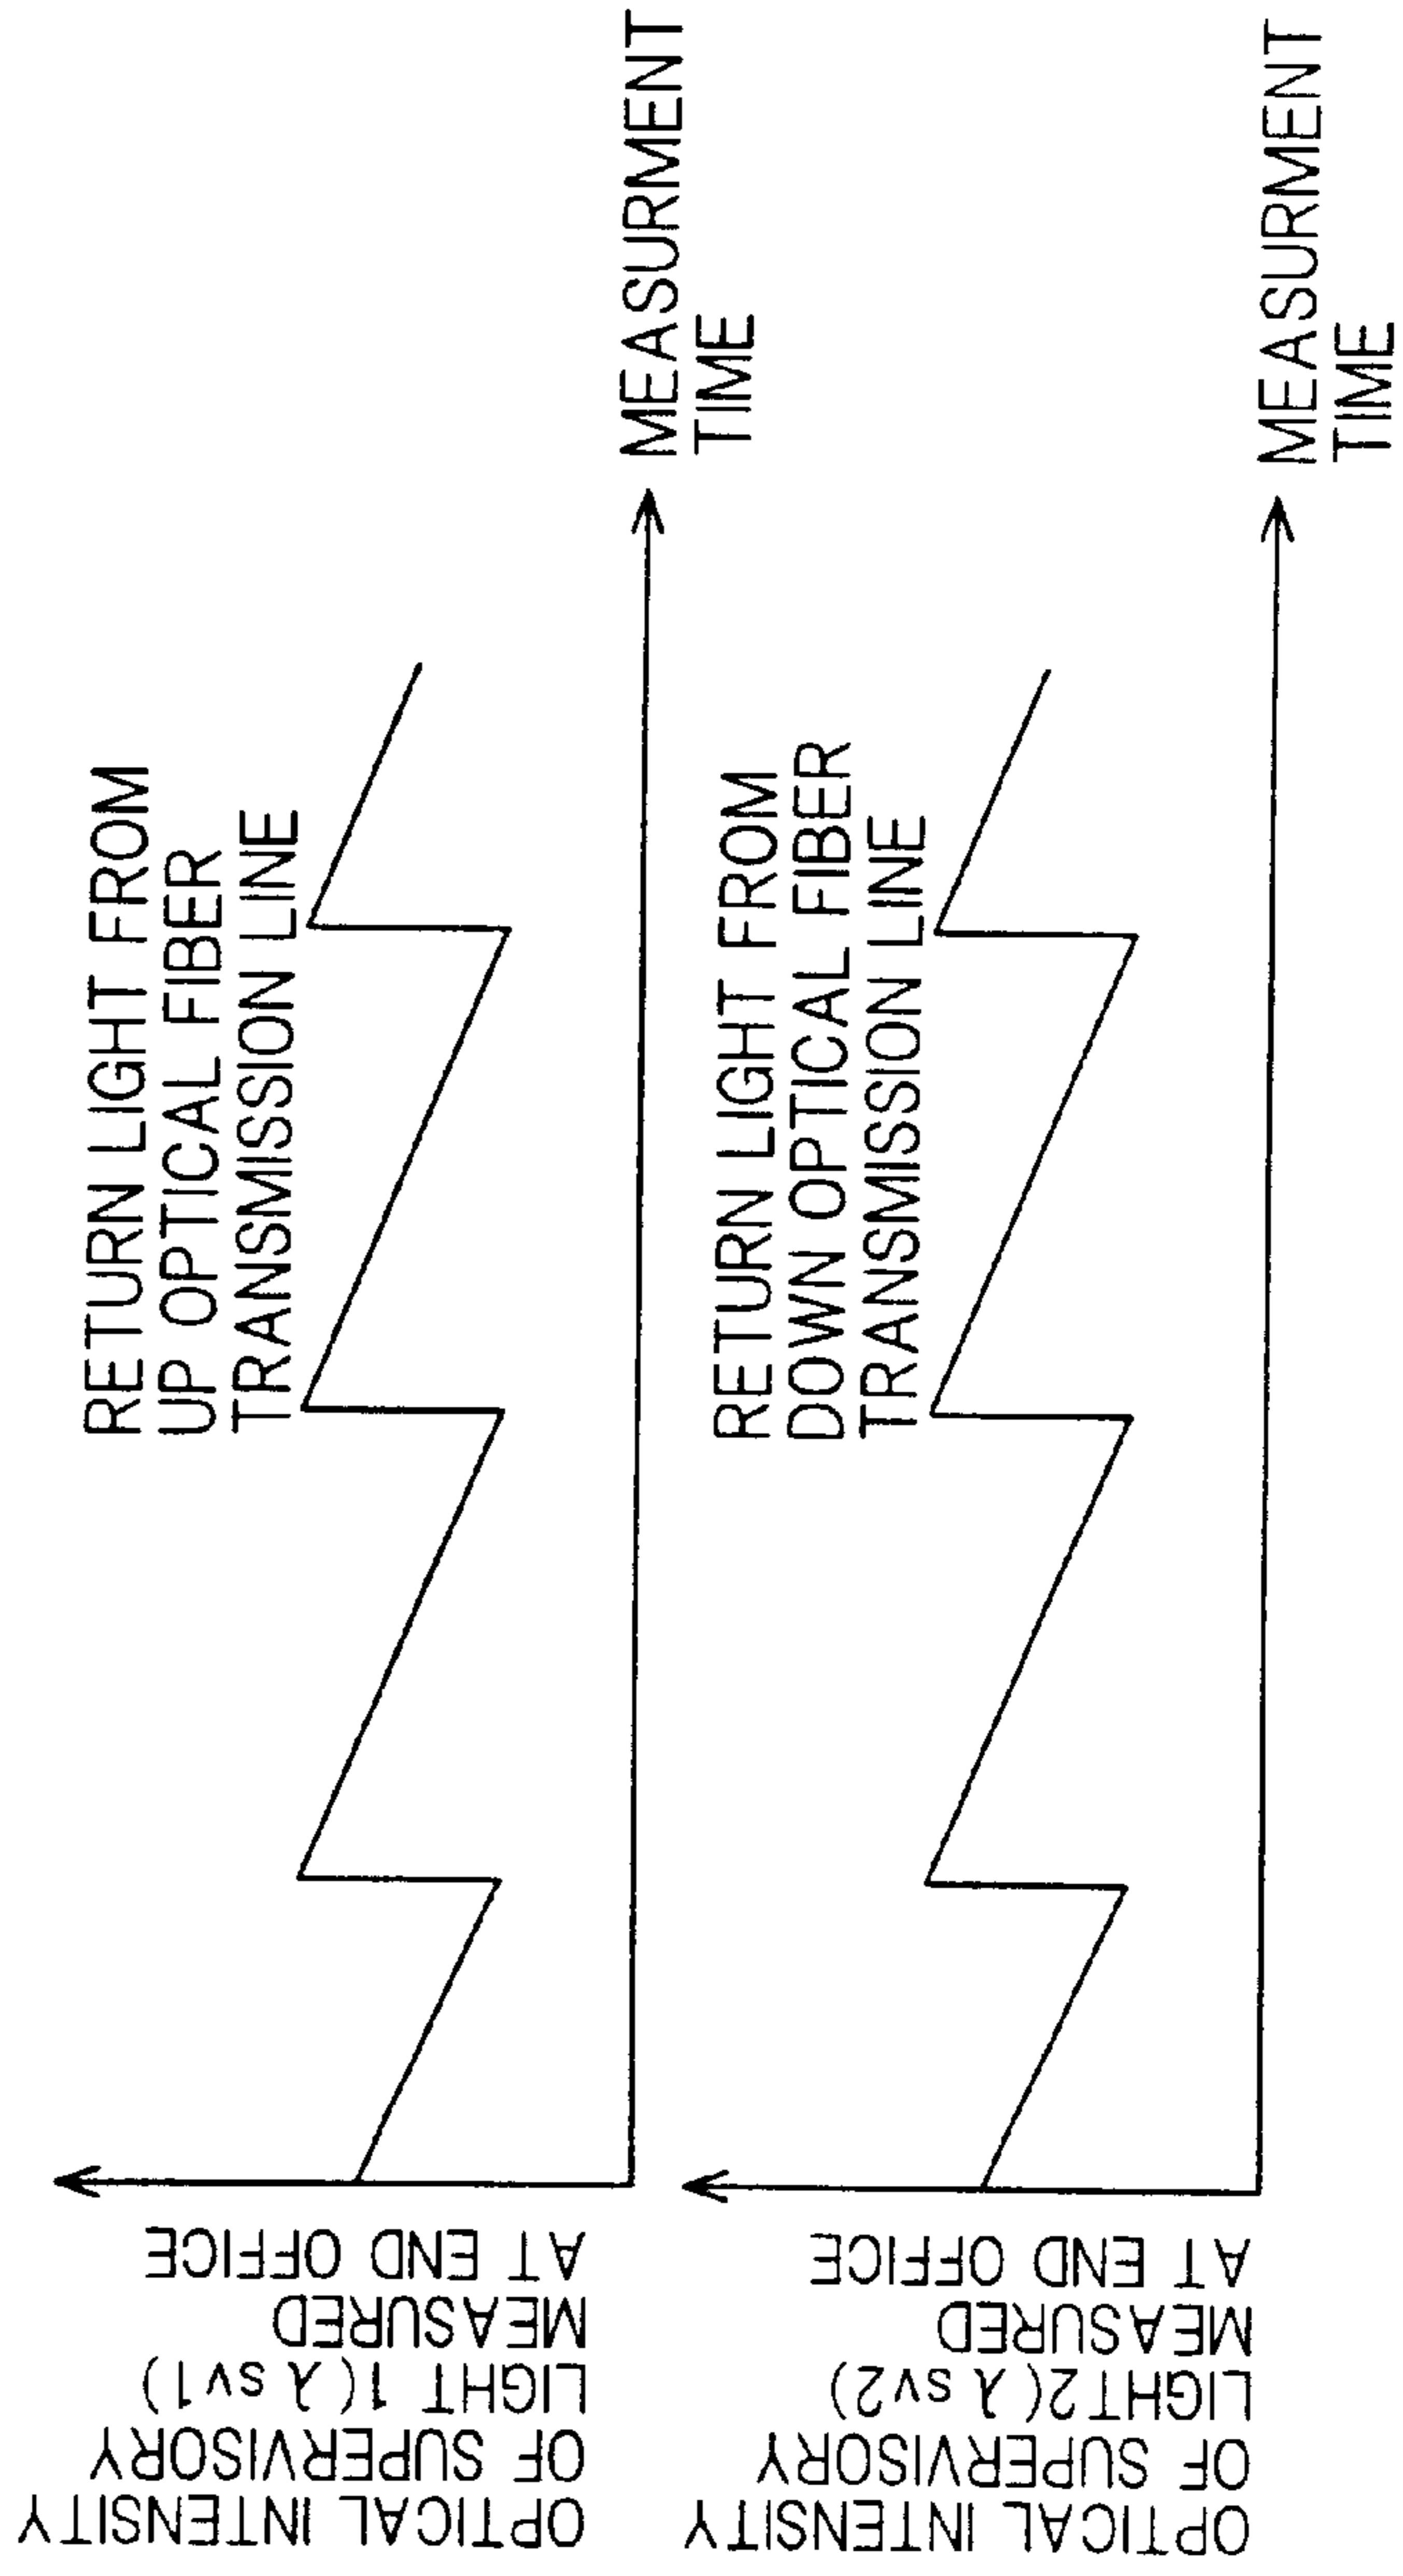 OPTICAL INTENSITY
OF SUPERVISORY
LIGHT 1(λsv1)
MEASURED
AT END OFFICE
RETURN LIGHT FROM
UP OPTICAL FIBER
TRANSMISSION LINE
MEASURMENT
TIME
OPTICAL INTENSITY
OF SUPERVISORY
LIGHT2(λsv2)
MEASURED
AT END OFFICE
RETURN LIGHT FROM
DOWN OPTICAL FIBER
TRANSMISSION LINE
MEASURMENT
TIME